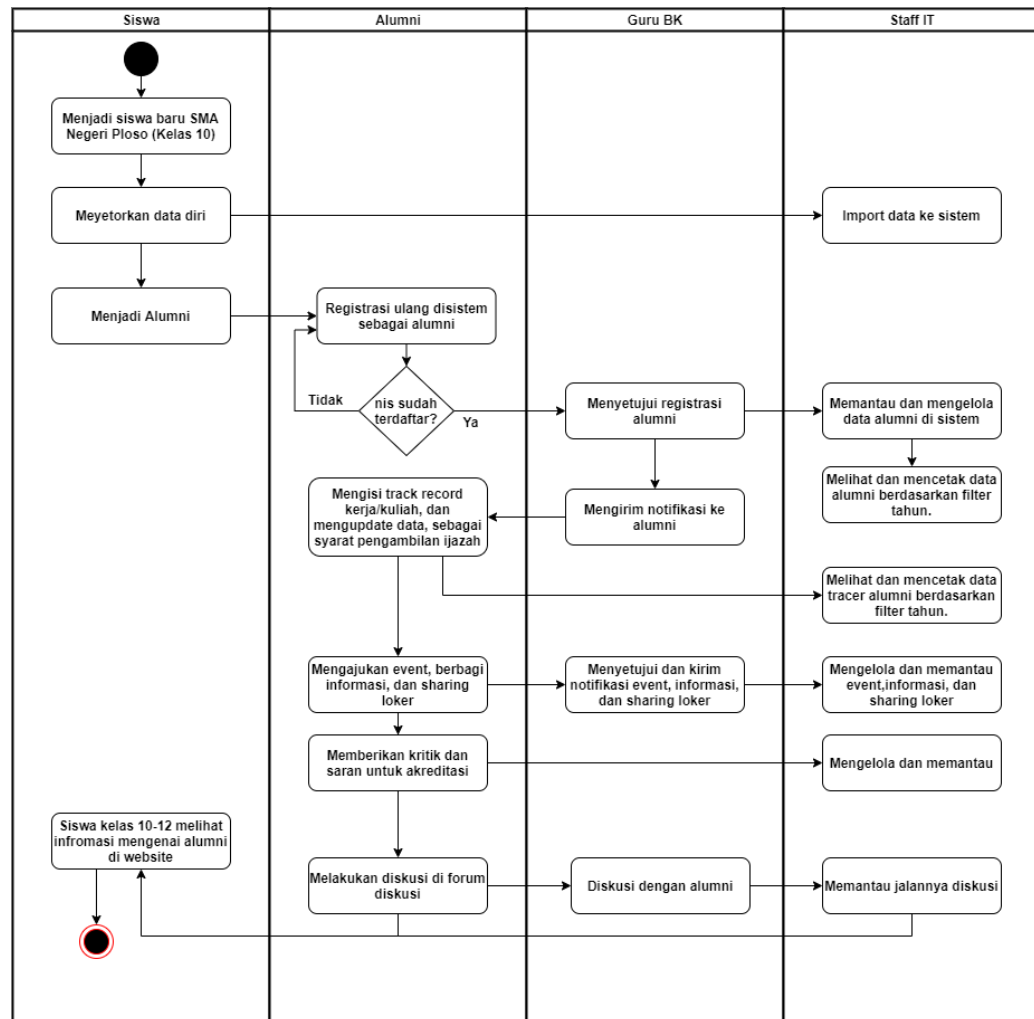 Siswa
Alumni
Guru BK
Staff IT
Menjadi siswa baru SMA
Negeri Ploso (Kelas 10)
Meyetorkan data diri
Import data ke sistem
Menjadi Alumni
Registrasi ulang disistem
sebagai alumni
Tidak
nis sudah
terdaftar?
Ya
Menyetujui registrasi
alumni
Memantau dan mengelola
data alumni di sistem
Mengisi track record
kerja/kuliah, dan
mengupdate data, sebagai
syarat pengambilan ijazah
Mengirim notifikasi ke
alumni
Melihat dan mencetak data
alumni berdasarkan filter
tahun.
Melihat dan mencetak data
tracer alumni berdasarkan
filter tahun.
Mengajukan event, berbagi
informasi, dan sharing
loker
Menyetujui dan kirim
notifikasi event, informasi,
dan sharing loker
Mengelola dan memantau
event,informasi, dan
sharing loker
Memberikan kritik dan
saran untuk akreditasi
Mengelola dan memantau
Siswa kelas 10-12 melihat
infromasi mengenai alumni
di website
Melakukan diskusi di forum
diskusi
Diskusi dengan alumni
Memantau jalannya diskusi